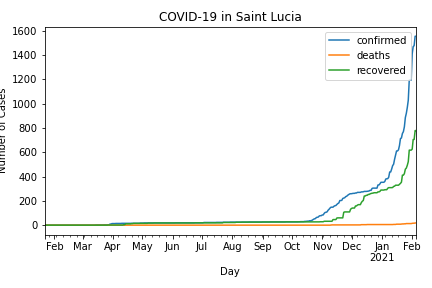 COVID-19 in Saint Lucia
confirmed
deaths
recovered
1600
1400
1200
1000
800
600
400
200
0
Number of Cases
Feb Mar Apr May Jun Jul Aug Sep Oct Nov Dec Jan Feb
2021
Day